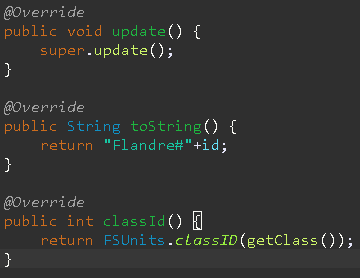 @Override
public void update() {
    super.update();
}

@Override
public String toString() {
    return "Flandre#"+id;
}

@Override
public int classId() {
    return FSUnits.classID(getClass());
}